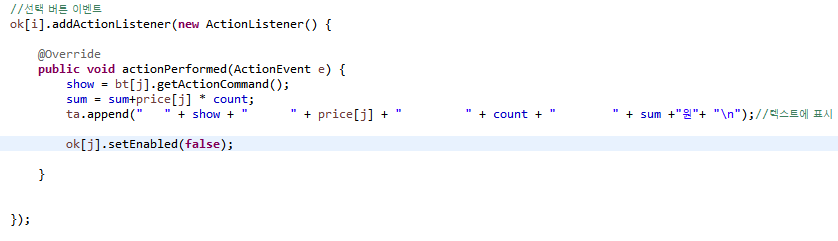 //선택 버튼 이벤트
ok[i].addActionListener(new ActionListener() {
@Override
public void actionPerformed(ActionEvent e) {
show = bt[j].getActionCommand();
sum = sum+price[j] * count;
ta.append("   " + show + "      " + price[j] + "         " + count + "        " + sum +"원"+ "\n");//텍스트에 표시
ok[j].setEnabled(false);
}
});